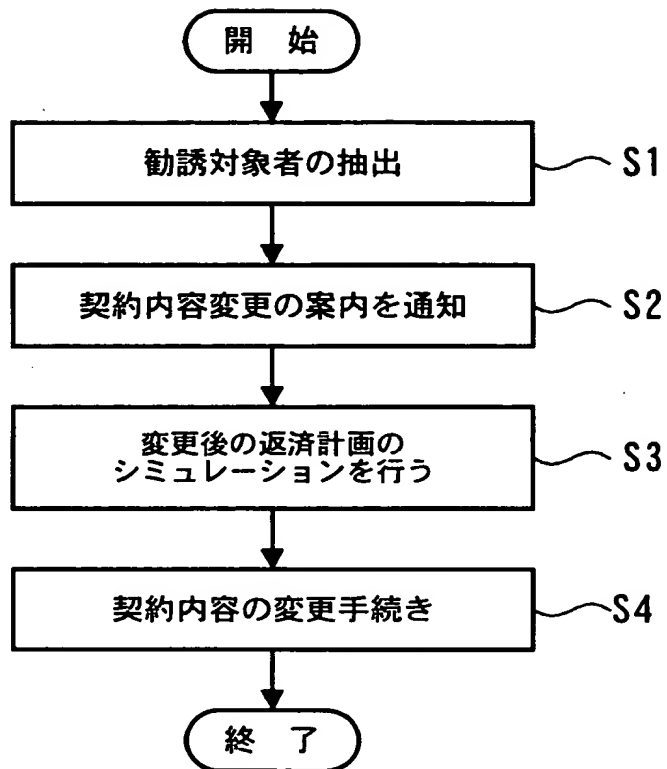 開 始
勧誘対象者の抽出
S1
契約内容変更の案内を通知
S2
変更後の返済計画の
シミュレーションを行う
S3
契約内容の変更手続き
S4
終 了